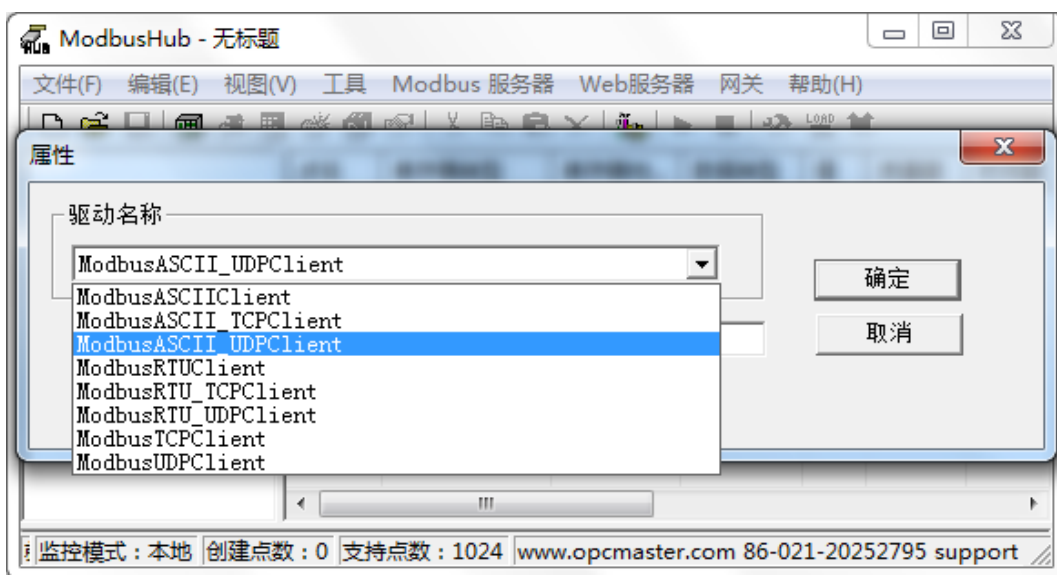 ModbusHub - 无标题
文件(F) 编辑(E) 视图(V) 工具 Modbus 服务器 Web服务器 网关 帮助(H)
LOAD
属性
驱动名称
ModbusASCII_UDPClient
确定
ModbusASCIIClient
ModbusASCII_TCPClient
取消
ModbusASCII_UDPClient
ModbusRTUClient
ModbusRTU_TCPClient
ModbusRTU_UDPClient
ModbusTCPClient
ModbusUDPClient
监控模式：本地 创建点数：0 支持点数：1024 www.opcmaster.com 86-021-20252795 support